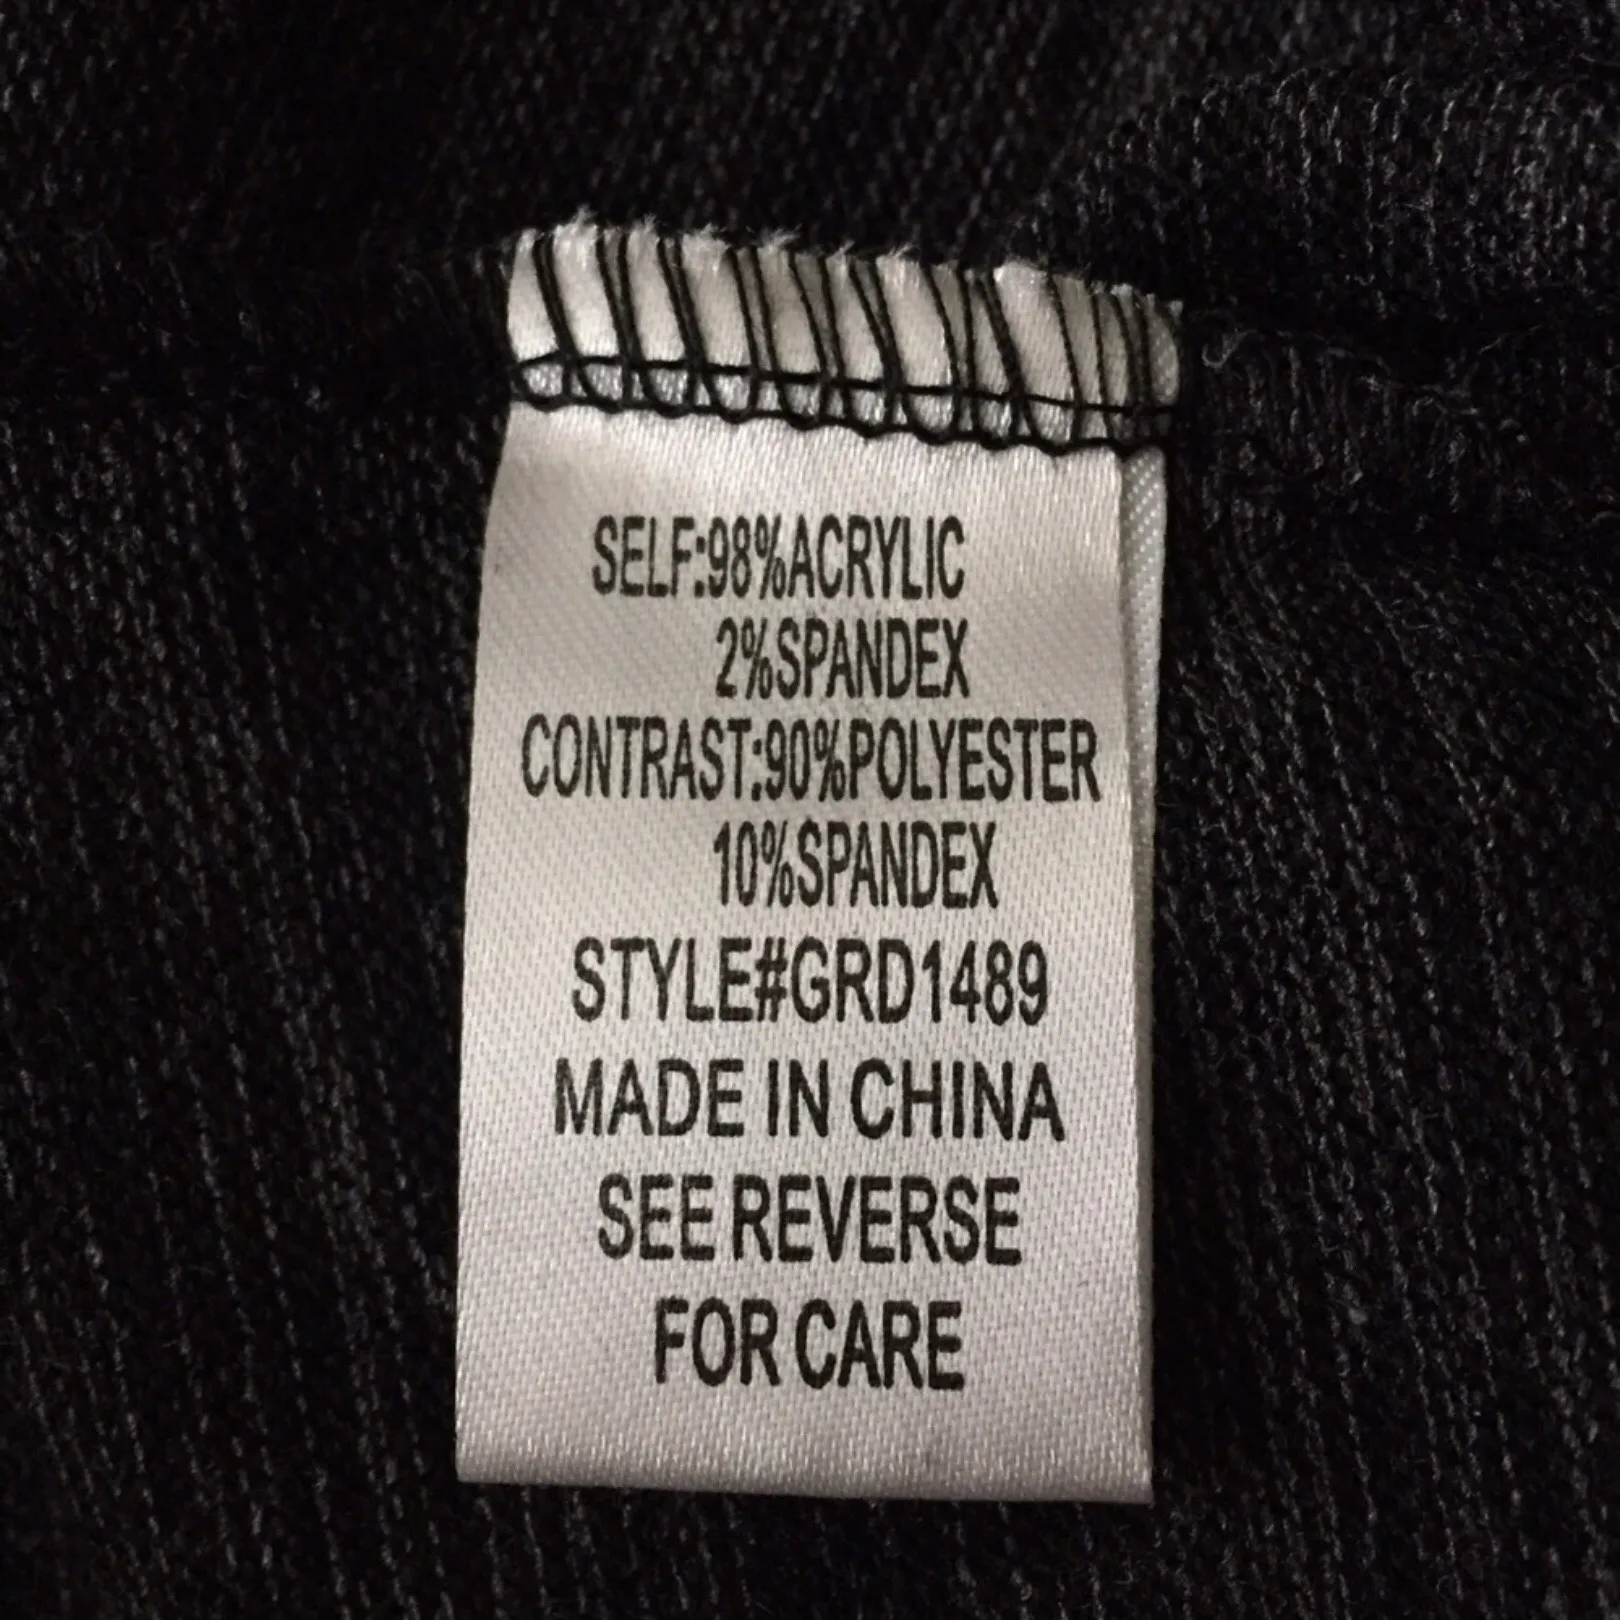 SELF:98%ACRYLIC
2%SPANDEX
CONTRAST:90%POLYESTER
10%SPANDEX
STYLE#GRD1489
MADE IN CHINA
SEE REVERSE
FOR CARE